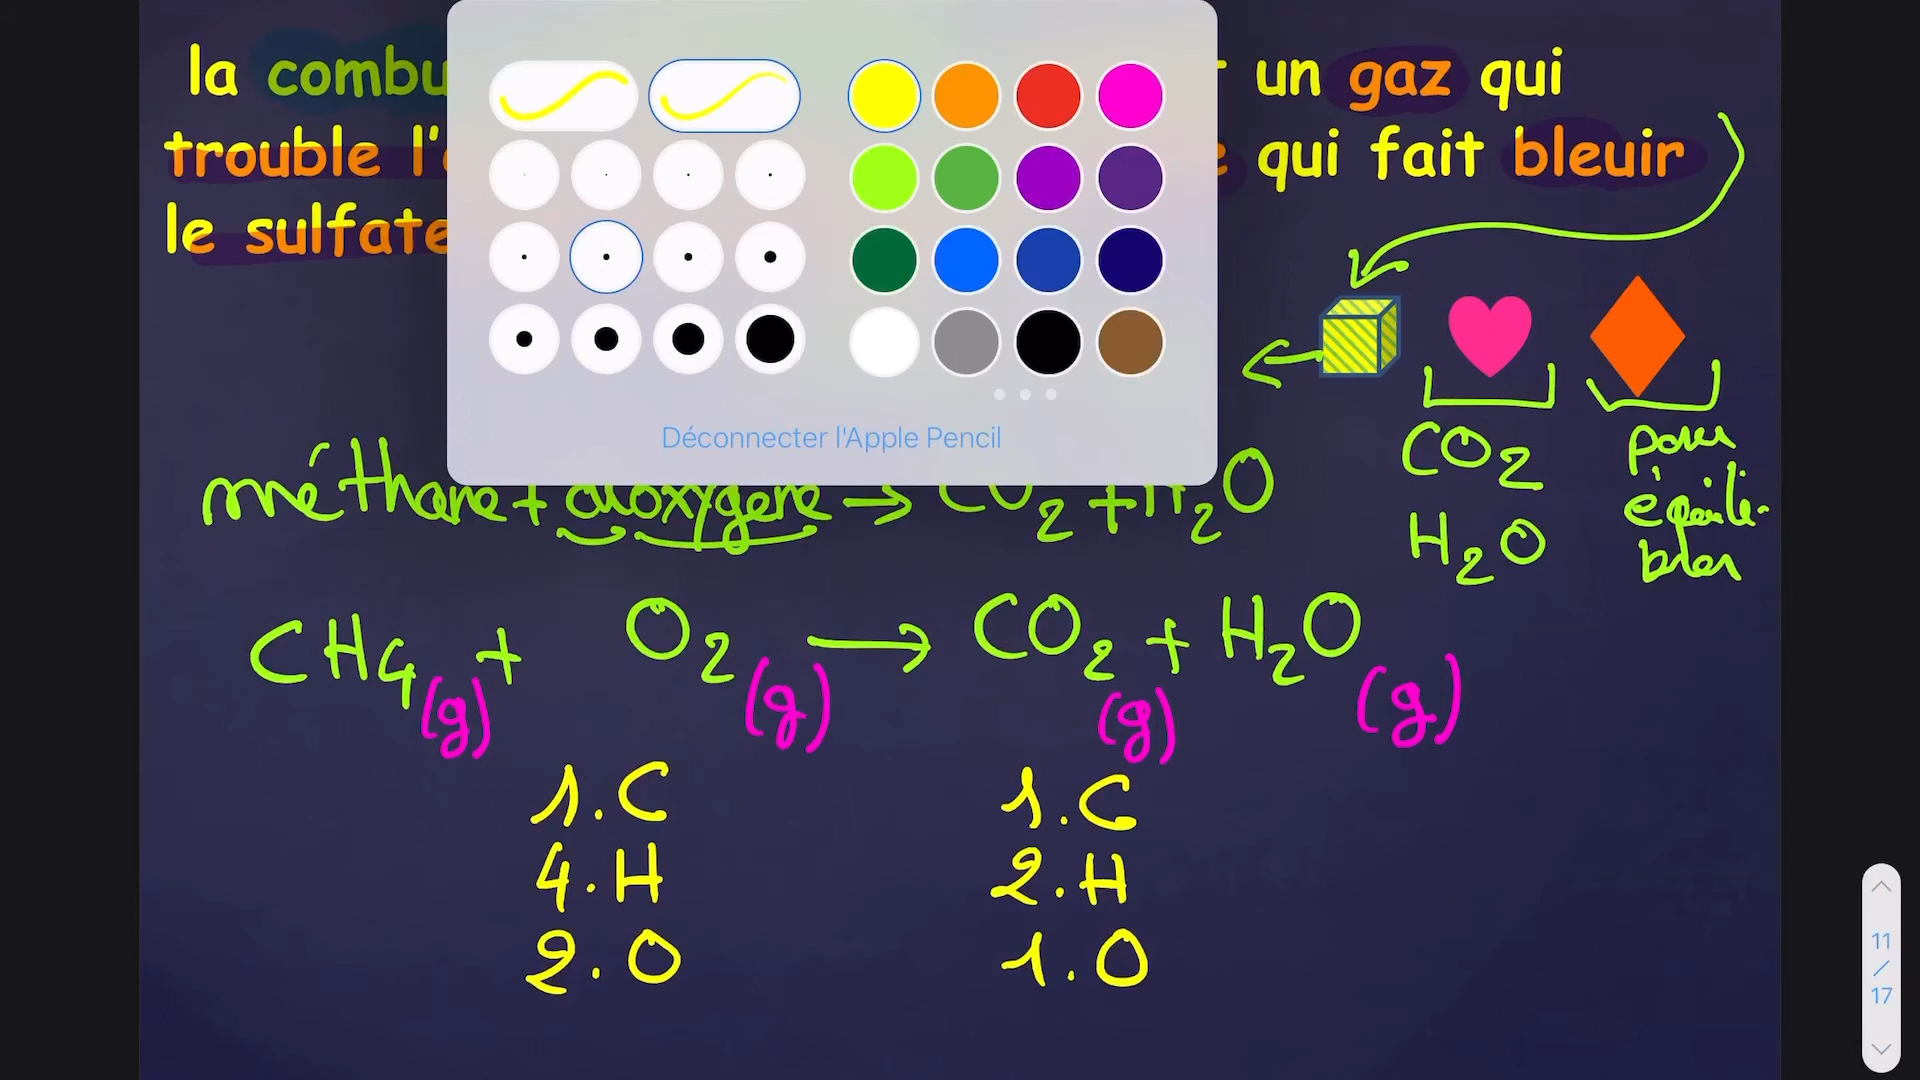 la combu un gaz qui
trouble l' qui fait bleuir
le sulfate
Déconnecter l'Apple Pencil
méthane + dioxygène → CO2 + H2O
CO2
H2O
pour
équili-
brer
CH4 (g) + O2 (g) → CO2 (g) + H2O (g)
1.C 1.C
4.H 2.H
2.O 1.O
11
/
17